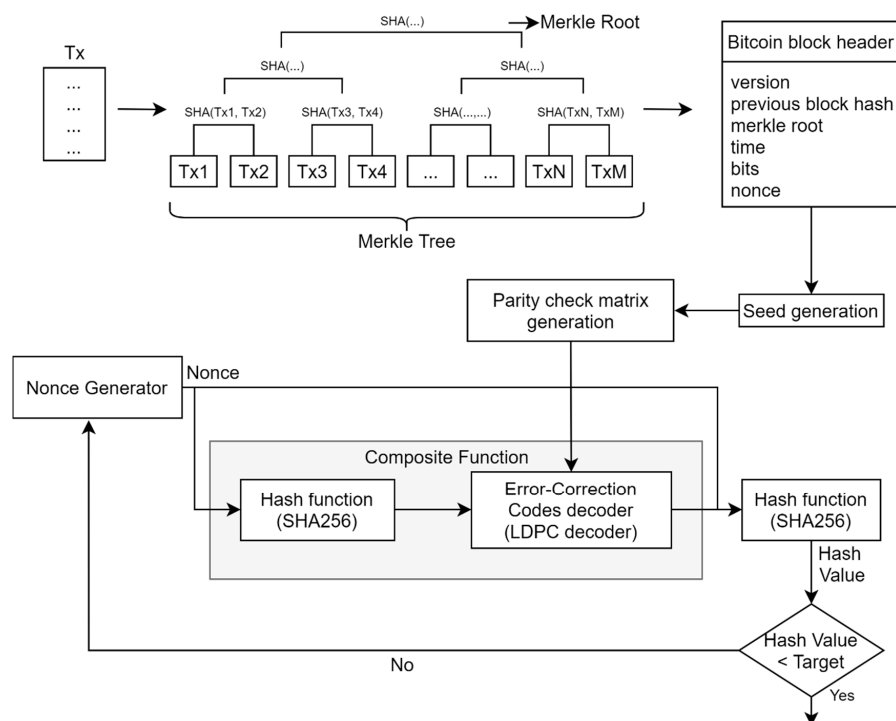 SHA(...)
Merkle Root
Tx
...
...
...
...
SHA(...)
SHA(...)
SHA(Tx1, Tx2)
SHA(Tx3, Tx4)
SHA(...,...)
SHA(TxN, TxM)
Tx1
Tx2
Tx3
Tx4
...
...
TxN
TxM
Merkle Tree
Bitcoin block header
version
previous block hash
merkle root
time
bits
nonce
Seed generation
Parity check matrix
generation
Nonce Generator
Nonce
Composite Function
Hash function
(SHA256)
Error-Correction
Codes decoder
(LDPC decoder)
Hash function
(SHA256)
Hash
Value
Hash Value
< Target
No
Yes